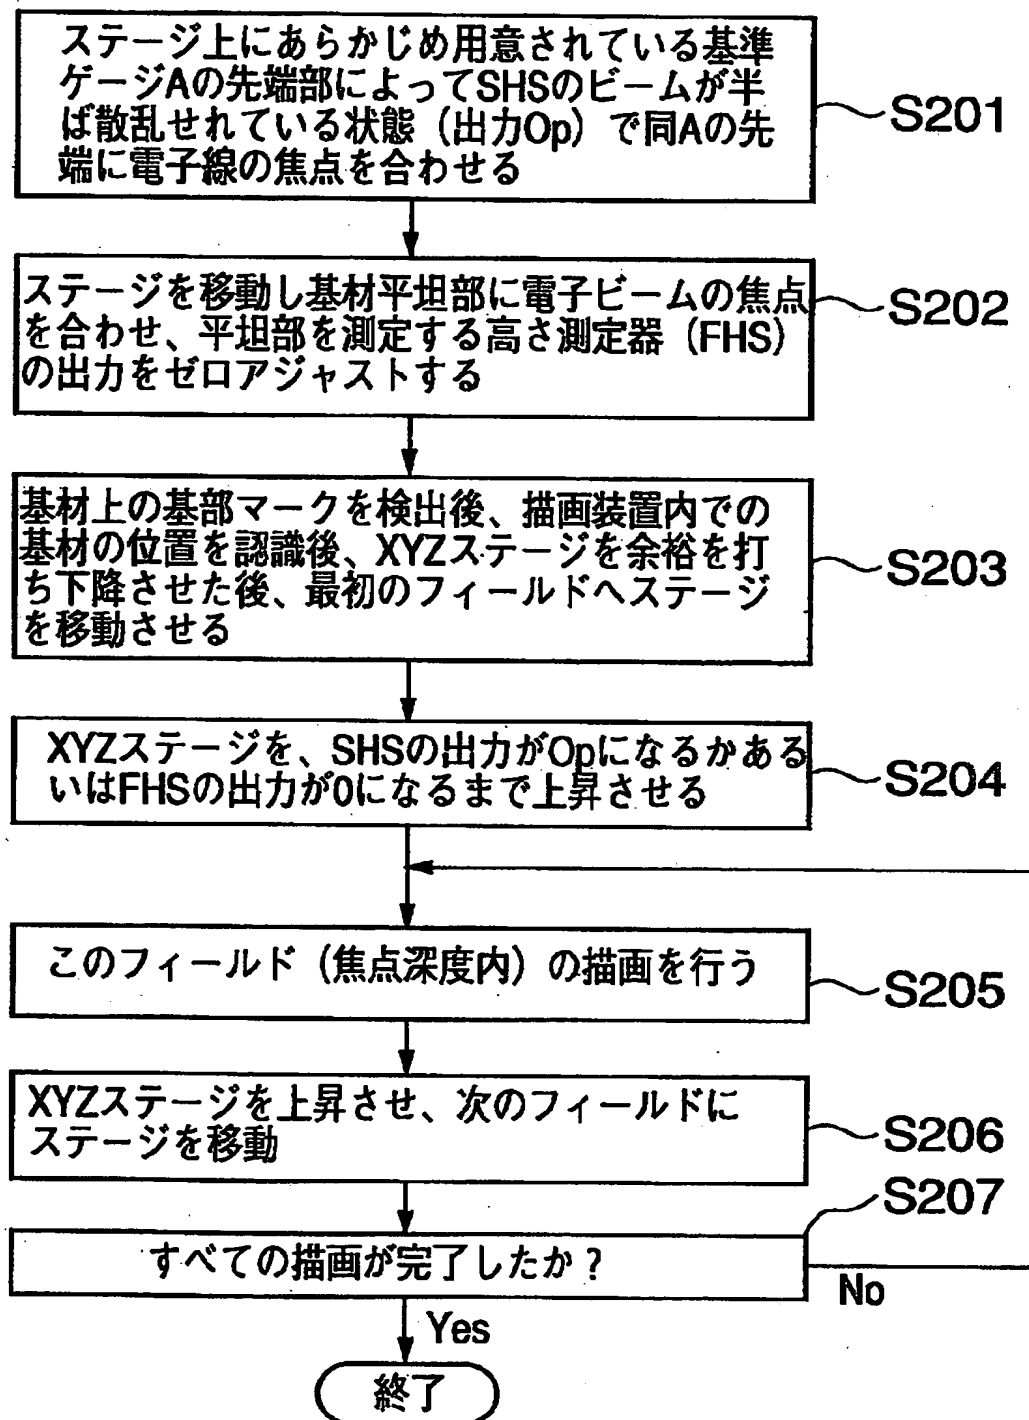 ステージ上にあらかじめ用意されている基準
ゲージAの先端部によってSHSのビームが半
ば散乱せれている状態（出力Op）で同Aの先
端に電子線の焦点を合わせる
S201
ステージを移動し基材平坦部に電子ビームの焦点
を合わせ、平坦部を測定する高さ測定器（FHS）
の出力をゼロアジャストする
S202
基材上の基部マークを検出後、描画装置内での
基材の位置を認識後、XYZステージを余裕を打
ち下降させた後、最初のフィールドへステージ
を移動させる
S203
XYZステージを、SHSの出力がOpになるかある
いはFHSの出力が0になるまで上昇させる
S204
このフィールド（焦点深度内）の描画を行う
S205
XYZステージを上昇させ、次のフィールドに
ステージを移動
S206
S207
すべての描画が完了したか？
No
Yes
終了